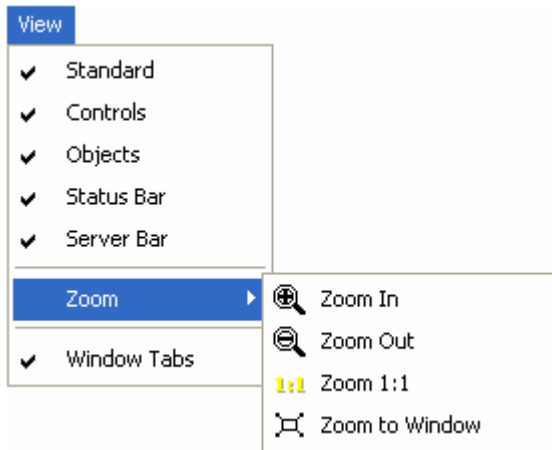 View
Standard
Controls
Objects
Status Bar
Server Bar
Zoom
Zoom In
Zoom Out
1:1 Zoom 1:1
Zoom to Window
Window Tabs